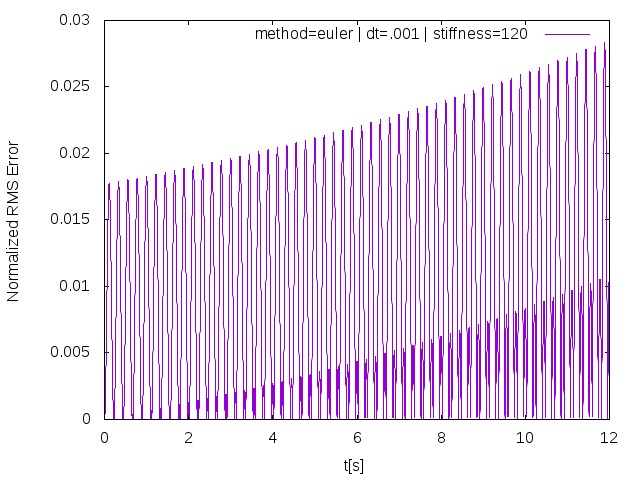 0.03
method=euler | dt=.001 | stiffness=120
0.025
0.02
0.015
0.01
0.005
0
Normalized RMS Error
0 2 4 6 8 10 12
t[s]